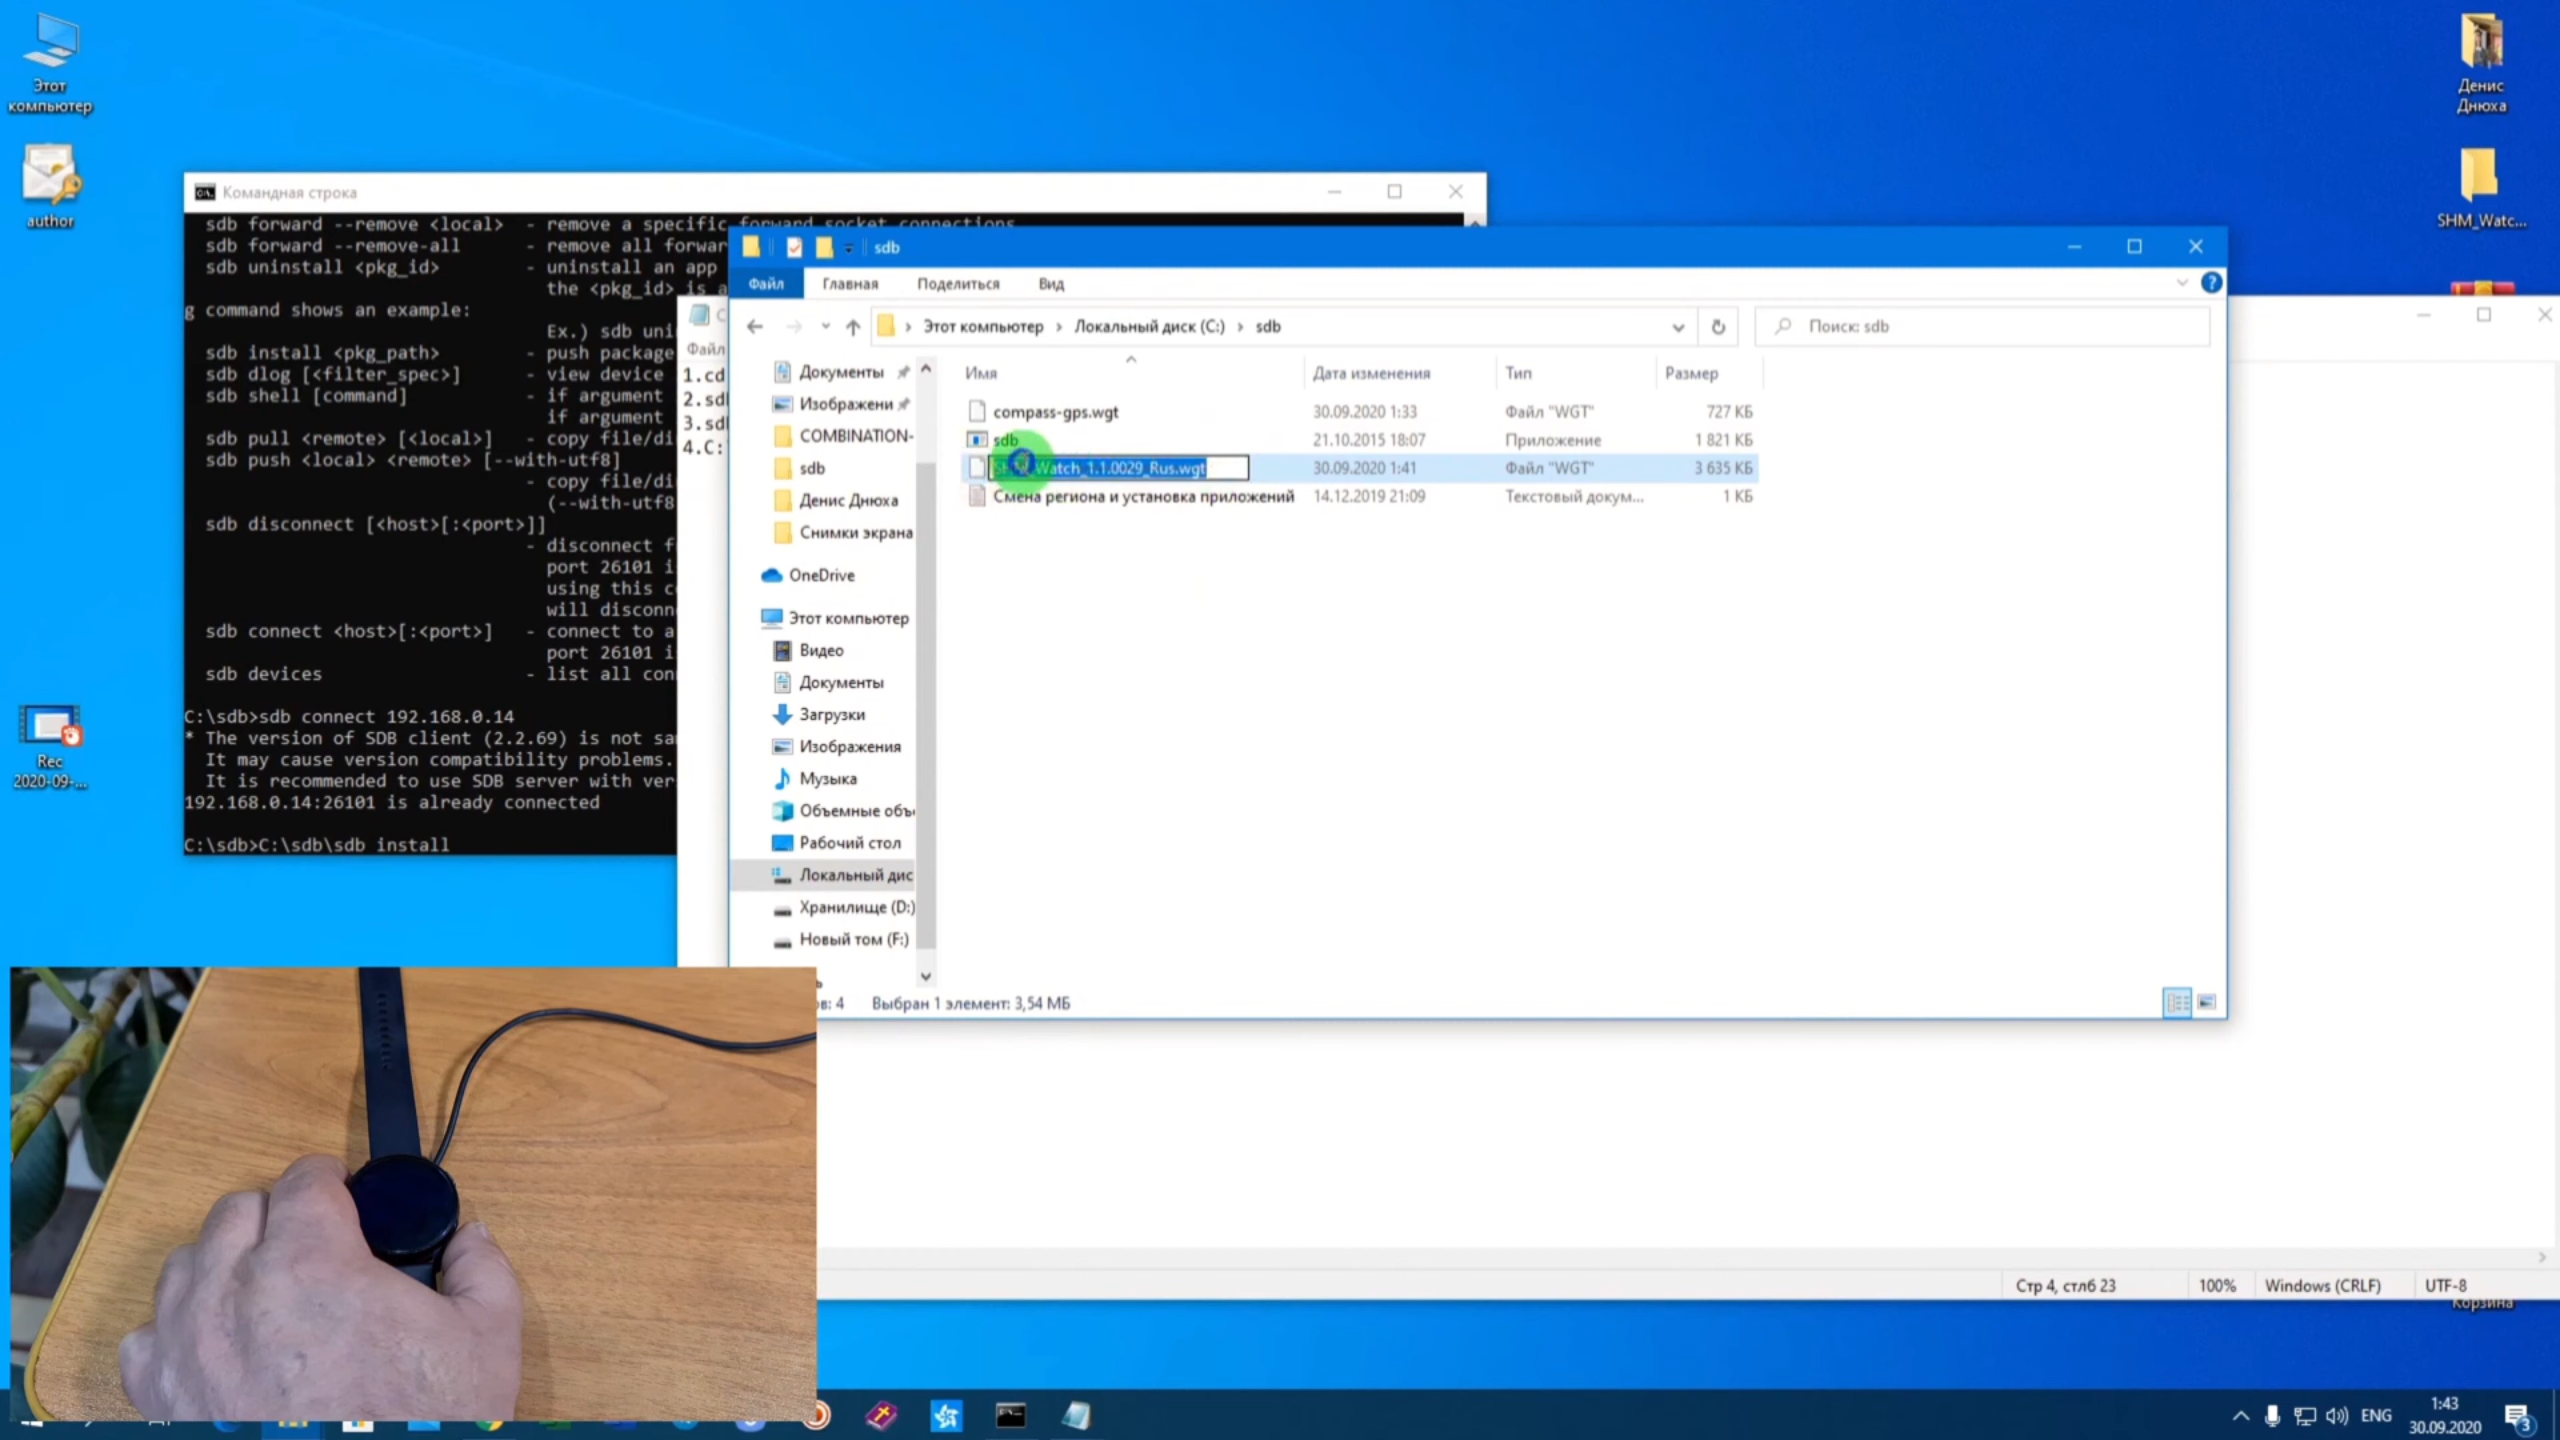 Этот
компьютер
author
Rec
2020-09-...
Денис
Днюха
SHM_Watc...
Корзина
Командная строка
sdb forward --remove <local> - remove a specific forward socket connections
sdb forward --remove-all - remove all forwar
sdb uninstall <pkg_id> - uninstall an app
the <pkg_id> is a
g command shows an example:
Ex.) sdb uni
sdb install <pkg_path> - push package
sdb dlog [<filter_spec>] - view device
sdb shell [command] - if argument
if argument
sdb pull <remote> [<local>] - copy file/di
sdb push <local> <remote> [--with-utf8]
- copy file/di
(--with-utf8
sdb disconnect [<host>[:<port>]]
- disconnect f
port 26101 i
using this c
will disconn
sdb connect <host>[:<port>] - connect to a
port 26101 i
sdb devices - list all con
C:\sdb>sdb connect 192.168.0.14
* The version of SDB client (2.2.69) is not sa
It may cause version compatibility problems.
It is recommended to use SDB server with ver
192.168.0.14:26101 is already connected
C:\sdb>C:\sdb\sdb install
Файл
1.cd
2.sd
3.sd
4.C:
sdb
Файл Главная Поделиться Вид
Этот компьютер › Локальный диск (C:) › sdb
Поиск: sdb
Документы
Изображени
COMBINATION-
sdb
Денис Днюха
Снимки экрана
OneDrive
Этот компьютер
Видео
Документы
Загрузки
Изображения
Музыка
Объемные объ
Рабочий стол
Локальный дис
Хранилище (D:)
Новый том (F:)
Имя Дата изменения Тип Размер
compass-gps.wgt 30.09.2020 1:33 Файл "WGT" 727 КБ
sdb 21.10.2015 18:07 Приложение 1 821 КБ
SHM_Watch_1.1.0029_Rus.wgt 30.09.2020 1:41 Файл "WGT" 3 635 КБ
Смена региона и установка приложений 14.12.2019 21:09 Текстовый докум... 1 КБ
в: 4 Выбран 1 элемент: 3,54 МБ
Стр 4, стлб 23 100% Windows (CRLF) UTF-8
ENG
1:43
30.09.2020
3